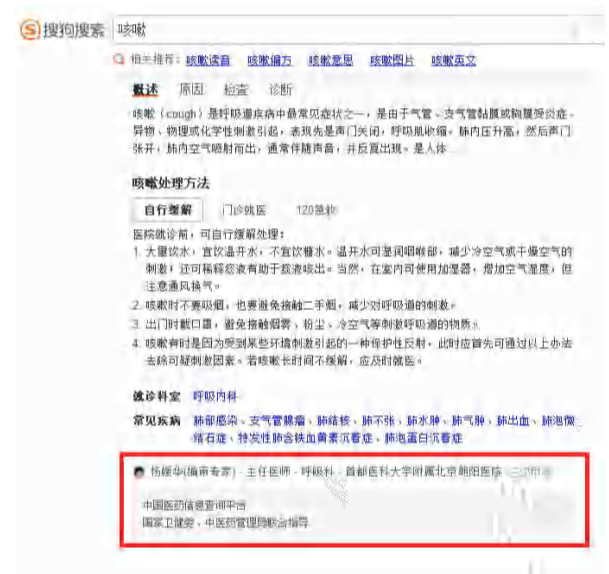 搜狗搜索 咳嗽
相关推荐: 咳嗽读音 咳嗽偏方 咳嗽意思 咳嗽图片 咳嗽英文
概述 原因 检查 诊断
咳嗽（cough）是呼吸道疾病中最常见症状之一，是由于气管、支气管黏膜或胸膜受炎症、
异物、物理或化学性刺激引起，表现先是声门关闭，呼吸肌收缩。肺内压升高，然后声门
张开，肺内空气喷射而出，通常伴随声音，并反复出现。是人体...
咳嗽处理方法
自行缓解 门诊就医 120急救
医院就诊前，可自行缓解处理：
1. 大量饮水，宜饮温开水，不宜饮糖水。温开水可湿润咽喉部，减少冷空气或干燥空气的
刺激，还可稀释痰液有助于痰液咳出。当然，在室内可使用加湿器，增加空气湿度，但
注意通风换气。
2. 咳嗽时不要吸烟，也要避免接触二手烟，减少对呼吸道的刺激。
3. 出门时戴口罩，避免接触烟雾、粉尘、冷空气等刺激呼吸道的物质。
4. 咳嗽有时是因为受到某些环境刺激引起的一种保护性反射，此时应首先可通过以上办法
去除可疑刺激因素。若咳嗽长时间不缓解，应及时就医。
就诊科室 呼吸内科
常见疾病 肺部感染、支气管腺瘤、肺结核、肺不张、肺水肿、肺气肿、肺出血、肺泡微
结石症、特发性肺含铁血黄素沉着症、肺泡蛋白沉着症
杨媛华(编审专家) - 主任医师 - 呼吸科 - 首都医科大学附属北京朝阳医院
中国医药信息查询平台
国家卫健委、中医药管理局联合指导